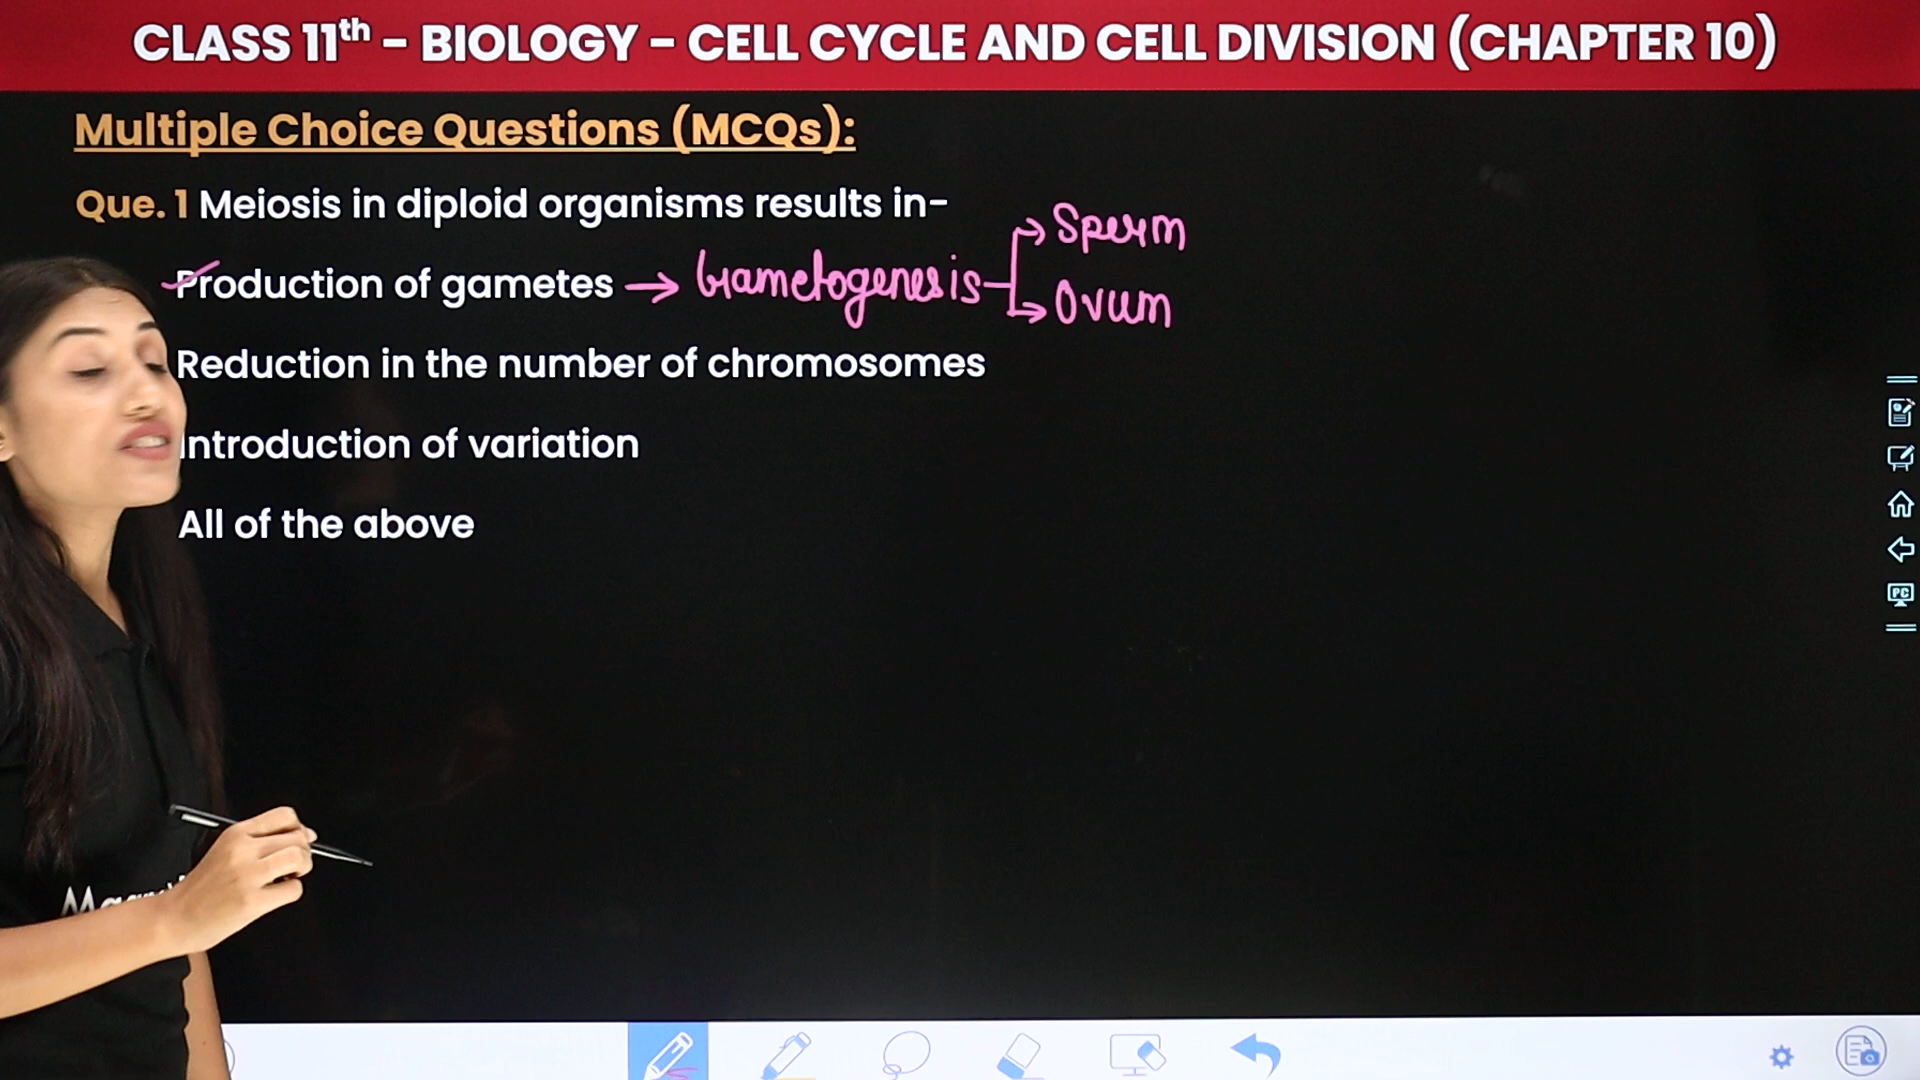 CLASS 11th - BIOLOGY - CELL CYCLE AND CELL DIVISION (CHAPTER 10)
Multiple Choice Questions (MCQs):
Que. 1 Meiosis in diploid organisms results in-
Production of gametes → Gametogenesis → Sperm
→ Ovum
Reduction in the number of chromosomes
Introduction of variation
All of the above
PC